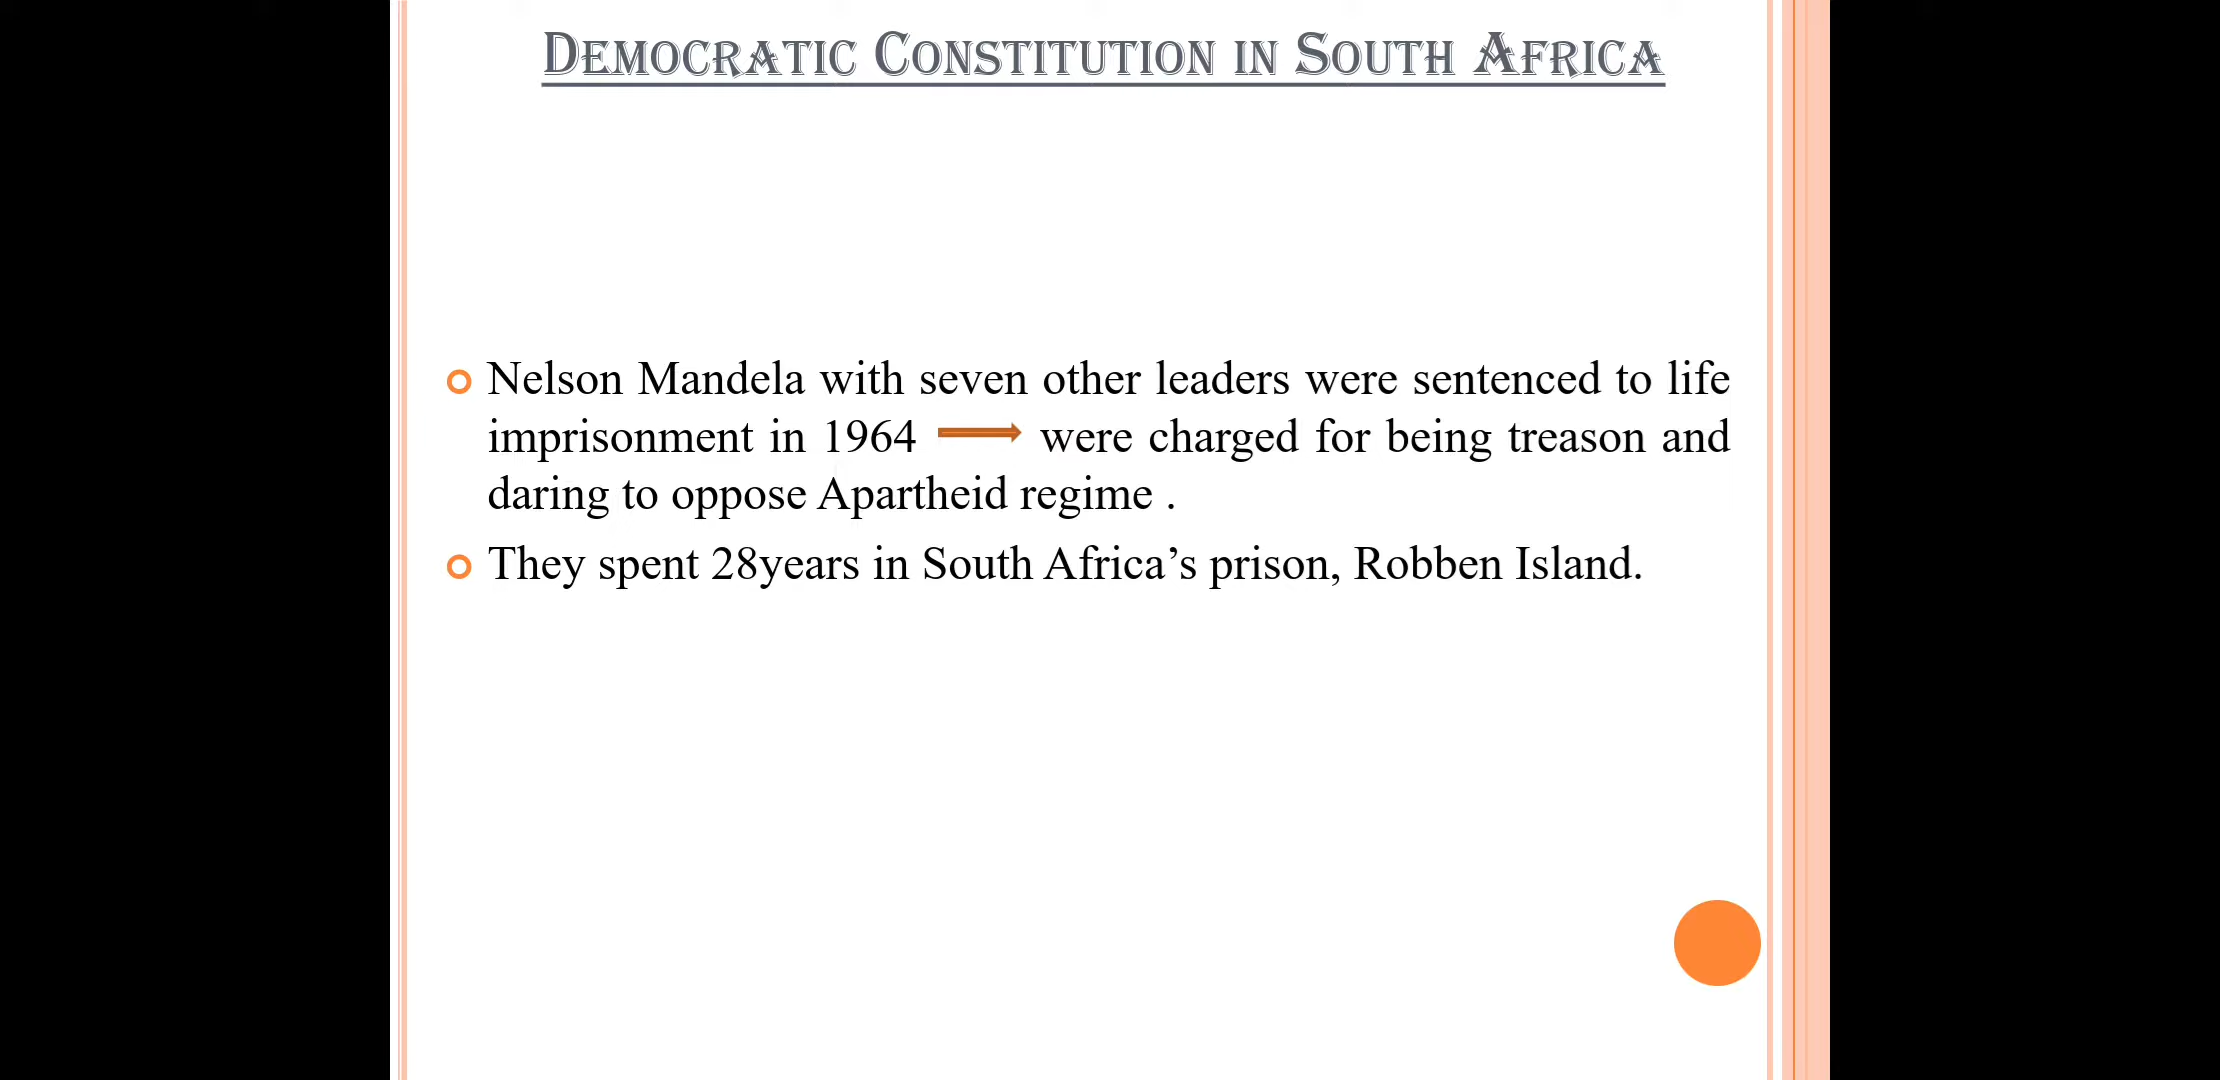 DEMOCRATIC CONSTITUTION IN SOUTH AFRICA
Nelson Mandela with seven other leaders were sentenced to life
imprisonment in 1964 were charged for being treason and
daring to oppose Apartheid regime .
They spent 28years in South Africa’s prison, Robben Island.